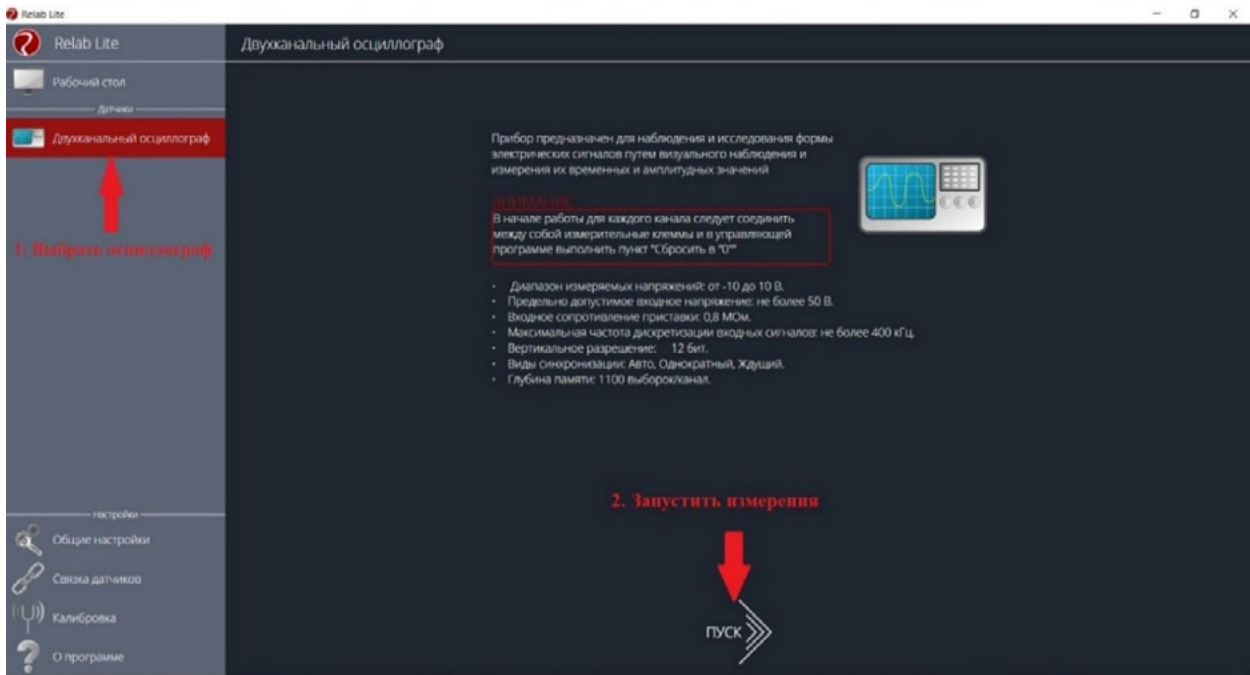 Relab Lite
Relab Lite
Двухканальный осциллограф
Рабочий стол
Датчики
Двухканальный осциллограф
1. Выбрать осциллограф
Прибор предназначен для наблюдения и исследования формы
электрических сигналов путем визуального наблюдения и
измерения их временных и амплитудных значений
ВНИМАНИЕ
В начале работы для каждого канала следует соединить
между собой измерительные клеммы и в управляющей
программе выполнить пункт "Сбросить в "0""
• Диапазон измеряемых напряжений: от -10 до 10 В.
• Предельно допустимое входное напряжение: не более 50 В.
• Входное сопротивление приставки: 0,8 МОм.
• Максимальная частота дискретизации входных сигналов: не более 400 кГц.
• Вертикальное разрешение: 12 бит.
• Виды синхронизации: Авто, Однократный, Ждущий.
• Глубина памяти: 1100 выборок/канал.
2. Запустить измерения
ПУСК
Настройки
Общие настройки
Связка датчиков
Калибровка
О программе